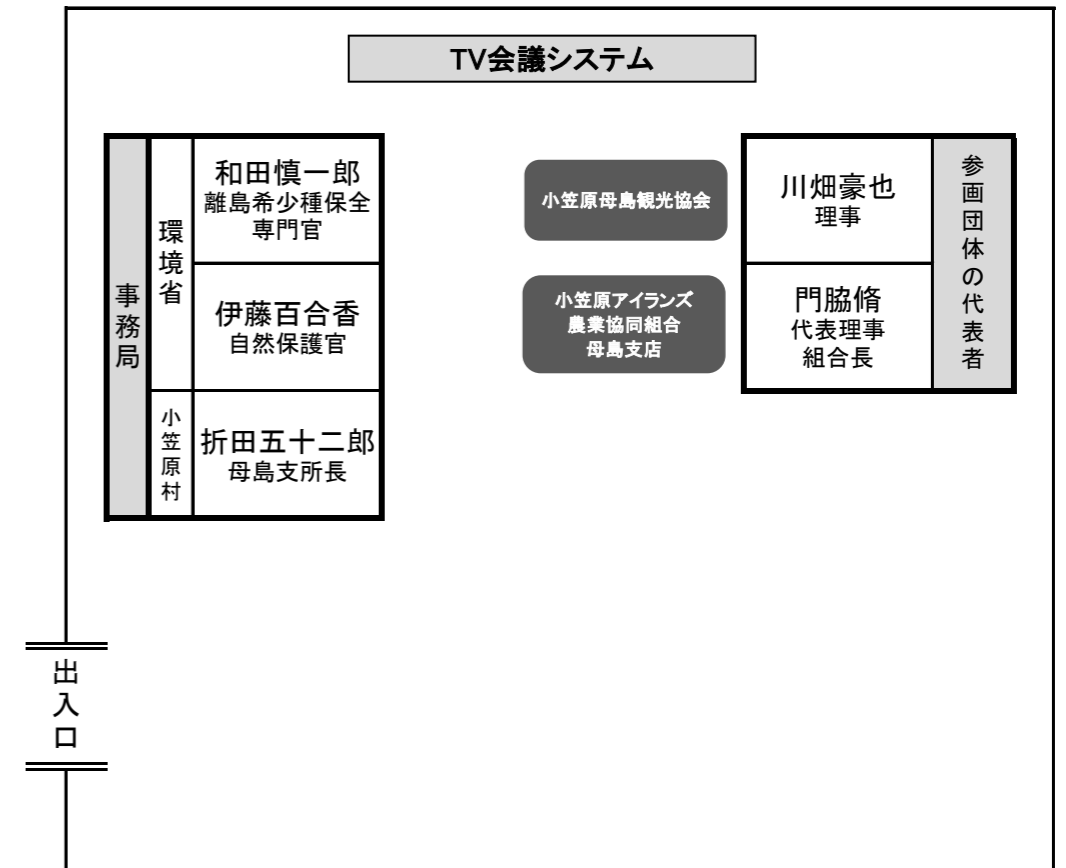 TV会議システム
事務局
環境省
和田慎一郎
離島希少種保全
専門官
伊藤百合香
自然保護官
小笠原村
折田五十二郎
母島支所長
小笠原母島観光協会
川畑豪也
理事
小笠原アイランズ
農業協同組合
母島支店
門脇脩
代表理事
組合長
参画団体の代表者
出入口